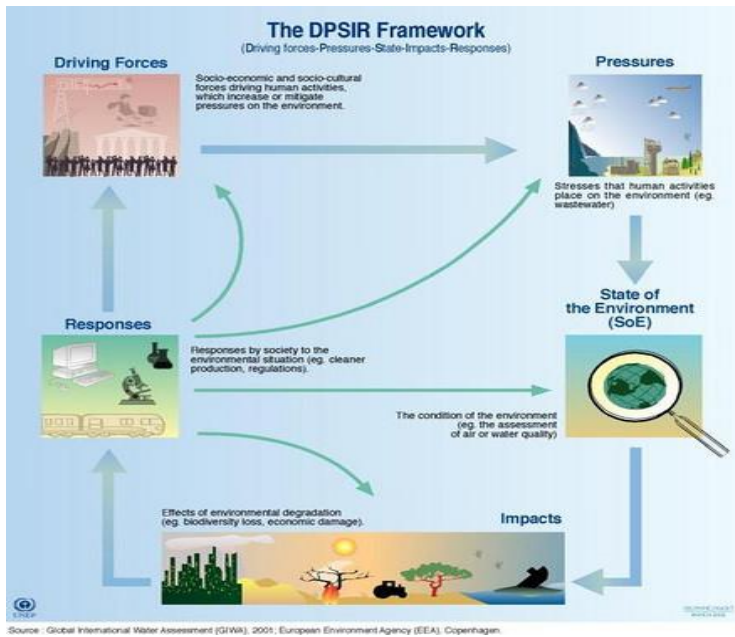 The DPSIR Framework
(Driving forces-Pressures-State-Impacts-Responses)
Driving Forces
Socio-economic and socio-cultural
forces driving human activities,
which increase or mitigate
pressures on the environment.
Pressures
Stresses that human activities
place on the environment (eg.
wastewater)
State of
the Environment
(SoE)
Responses
Responses by society to the
environmental situation (eg. cleaner
production, regulations).
The condition of the environment
(eg. the assessment
of air or water quality)
Effects of environmental degradation
(eg. biodiversity loss, economic damage).
Impacts
UNEP
Source : Global International Water Assessment (GIWA), 2001; European Environment Agency (EEA), Copenhagen.